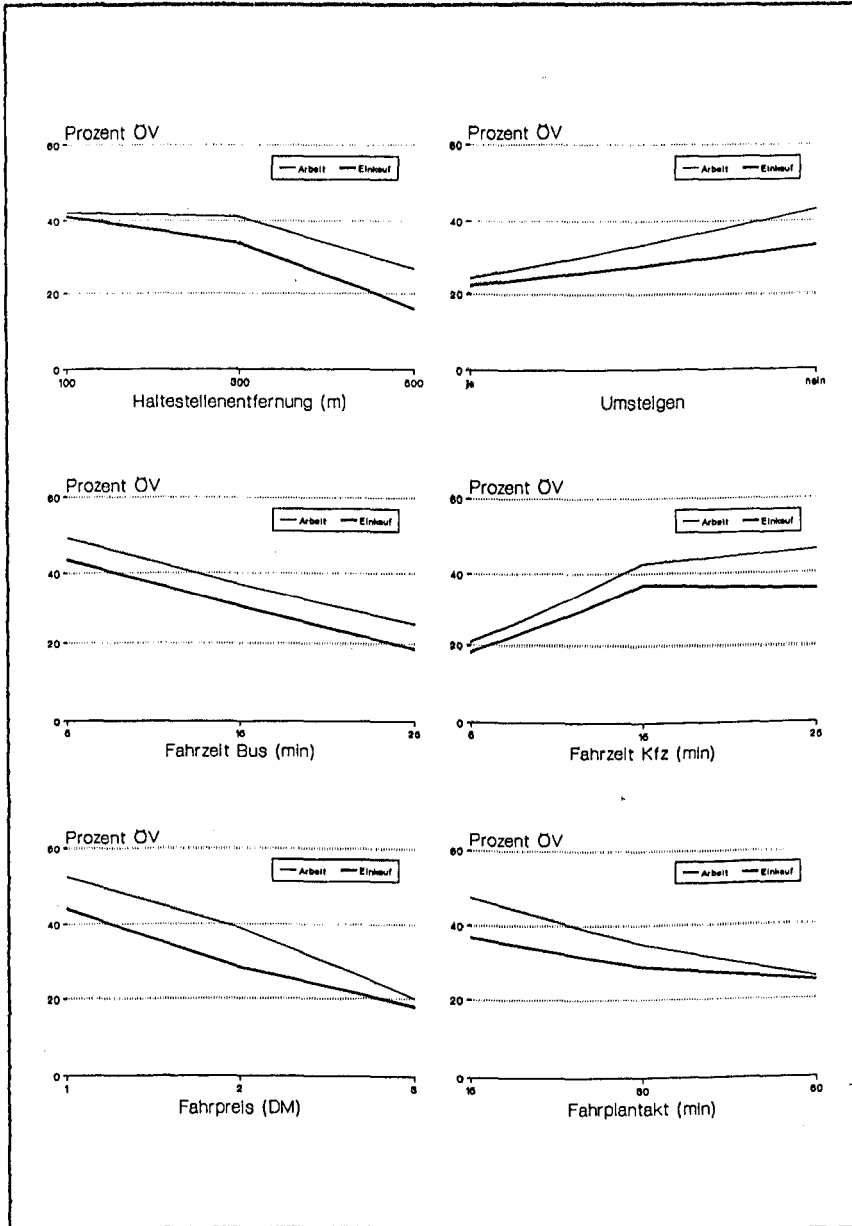 Prozent ÖV
60
Arbeit Einkauf
40
20
0
100 300
Haltestellenentfernung (m)
Prozent ÖV
60
Arbeit Einkauf
40
20
0
ja nein
Umsteigen
Prozent ÖV
60
Arbeit Einkauf
40
20
0
5 15 25
Fahrzeit Bus (min)
Prozent ÖV
60
Arbeit Einkauf
40
20
0
5 15 25
Fahrzeit Kfz (min)
Prozent ÖV
60
Arbeit Einkauf
40
20
0
1 2 3
Fahrpreis (DM)
Prozent ÖV
60
Arbeit Einkauf
40
20
0
15 30 60
Fahrplantakt (min)